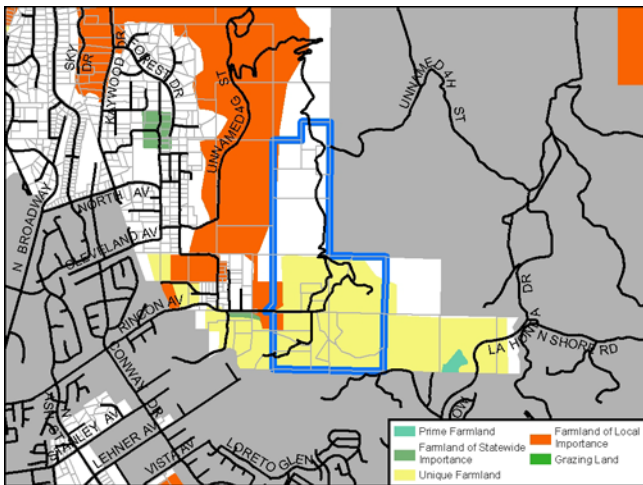 SKY DR
KAYWOOD DR
FOREST DR
UNNAMED4G ST
UNNAMED 4H ST
N BROADWAY
NORTH AV
CLEVELAND AV
RINCON AV
CONWAY DR
STANLEY AV
LEHNER AV
VISTA AV
LORETO GLEN
LA HONDA DR
N SHORE RD
Prime Farmland
Farmland of Statewide
Importance
Unique Farmland
Farmland of Local
Importance
Grazing Land